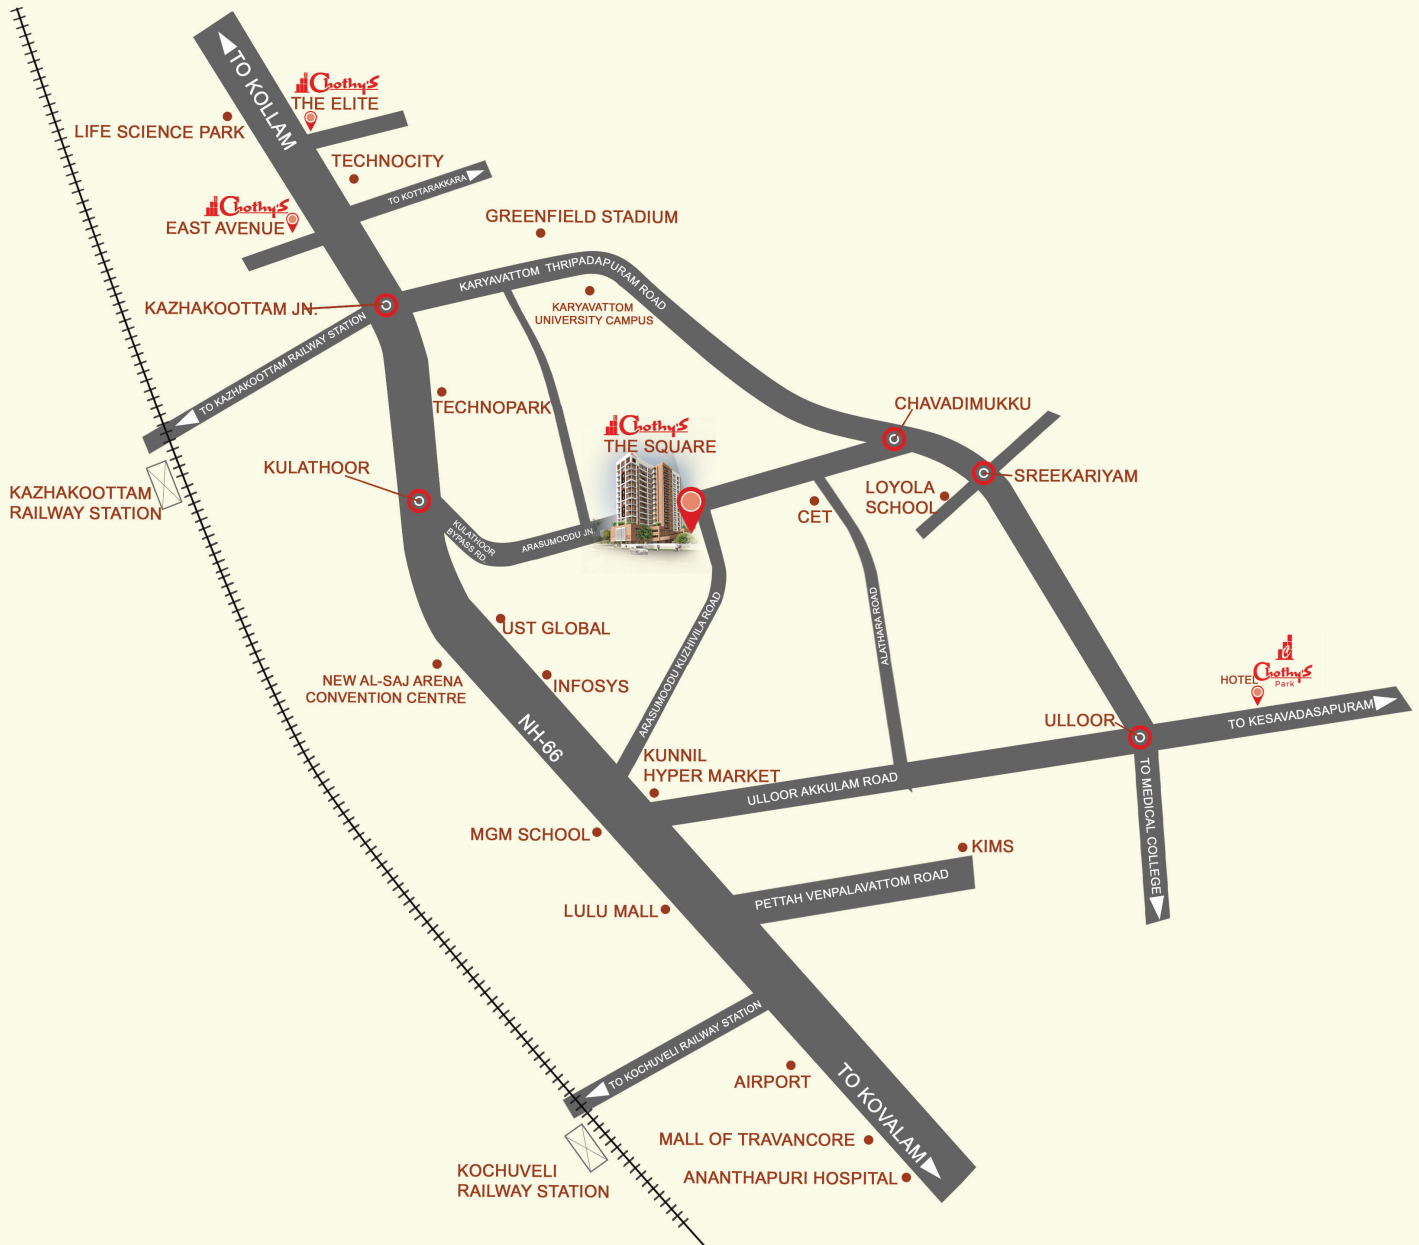 TO KOLLAM
Chothy'S
THE ELITE
LIFE SCIENCE PARK
TECHNOCITY
TO KOTTARAKKARA
Chothy'S
EAST AVENUE
GREENFIELD STADIUM
KARYAVATTOM THRIPADAPURAM ROAD
KARYAVATTOM
UNIVERSITY CAMPUS
KAZHAKOOTTAM JN.
TO KAZHAKOOTTAM RAILWAY STATION
TECHNOPARK
CHAVADIMUKKU
Chothy'S
THE SQUARE
KULATHOOR
SREEKARIYAM
LOYOLA
SCHOOL
CET
KAZHAKOOTTAM
RAILWAY STATION
KULATHOOR
BYPASS RD.
ARASUMOODU JN.
UST GLOBAL
ALATHARA ROAD
ARASUMOODU KUZHIVILA ROAD
NEW AL-SAJ ARENA
CONVENTION CENTRE
INFOSYS
HOTEL
Chothy'S
Park
TO KESAVADASAPURAM
ULLOOR
NH-66
KUNNIL
HYPER MARKET
ULLOOR AKKULAM ROAD
TO MEDICAL COLLEGE
MGM SCHOOL
KIMS
PETTAH VENPALAVATTOM ROAD
LULU MALL
TO KOCHUVELI RAILWAY STATION
AIRPORT
TO KOVALAM
MALL OF TRAVANCORE
KOCHUVELI
RAILWAY STATION
ANANTHAPURI HOSPITAL